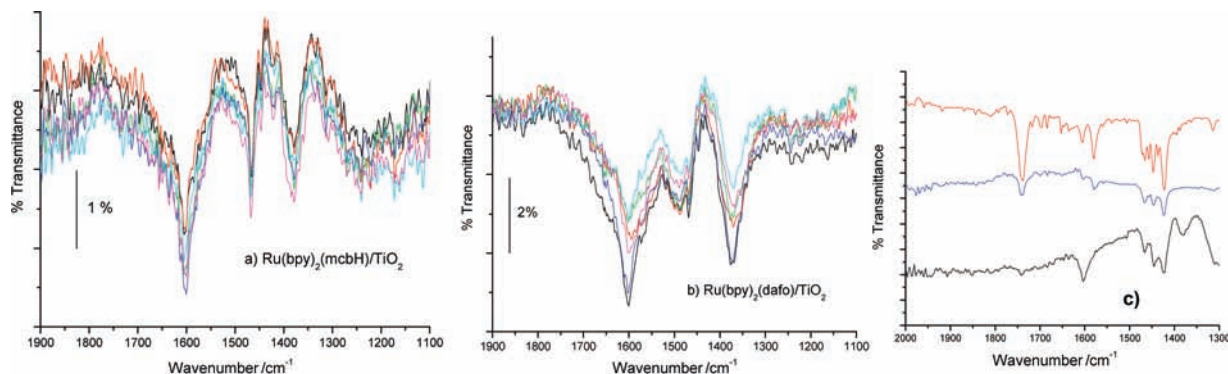 % Transmittance
1 %
a) Ru(bpy)₂(mcbH)/TiO₂
1900 1800 1700 1600 1500 1400 1300 1200 1100
Wavenumber /cm⁻¹
% Transmittance
2%
b) Ru(bpy)₂(dafo)/TiO₂
1900 1800 1700 1600 1500 1400 1300 1200 1100
Wavenumber /cm⁻¹
% Transmittance
c)
2000 1900 1800 1700 1600 1500 1400 1300
Wavenumber /cm⁻¹